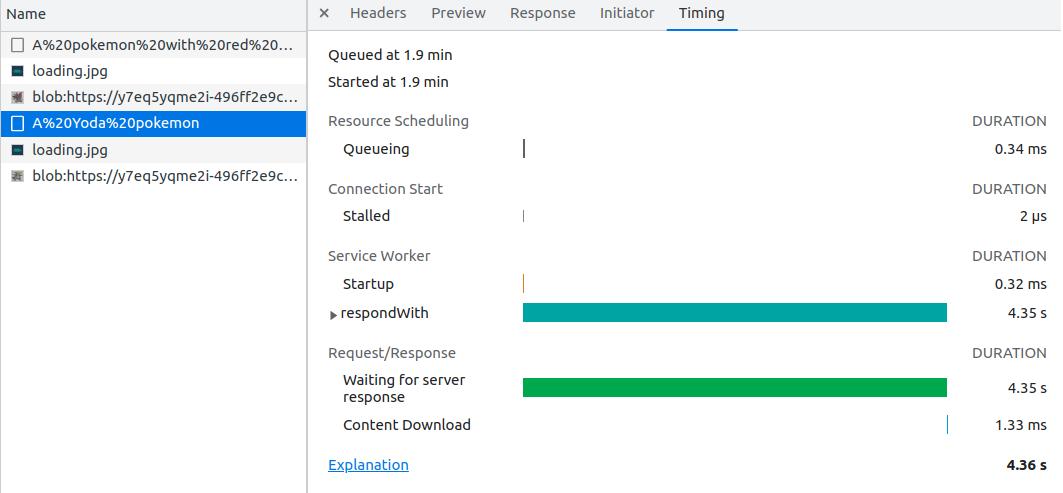 Name
A%20pokemon%20with%20red%20...
loading.jpg
blob:https://y7eq5yqme2i-496ff2e9c...
A%20Yoda%20pokemon
loading.jpg
blob:https://y7eq5yqme2i-496ff2e9c...
× Headers Preview Response Initiator Timing
Queued at 1.9 min
Started at 1.9 min
Resource Scheduling DURATION
Queueing 0.34 ms
Connection Start DURATION
Stalled 2 μs
Service Worker DURATION
Startup 0.32 ms
respondWith 4.35 s
Request/Response DURATION
Waiting for server
response 4.35 s
Content Download 1.33 ms
Explanation 4.36 s